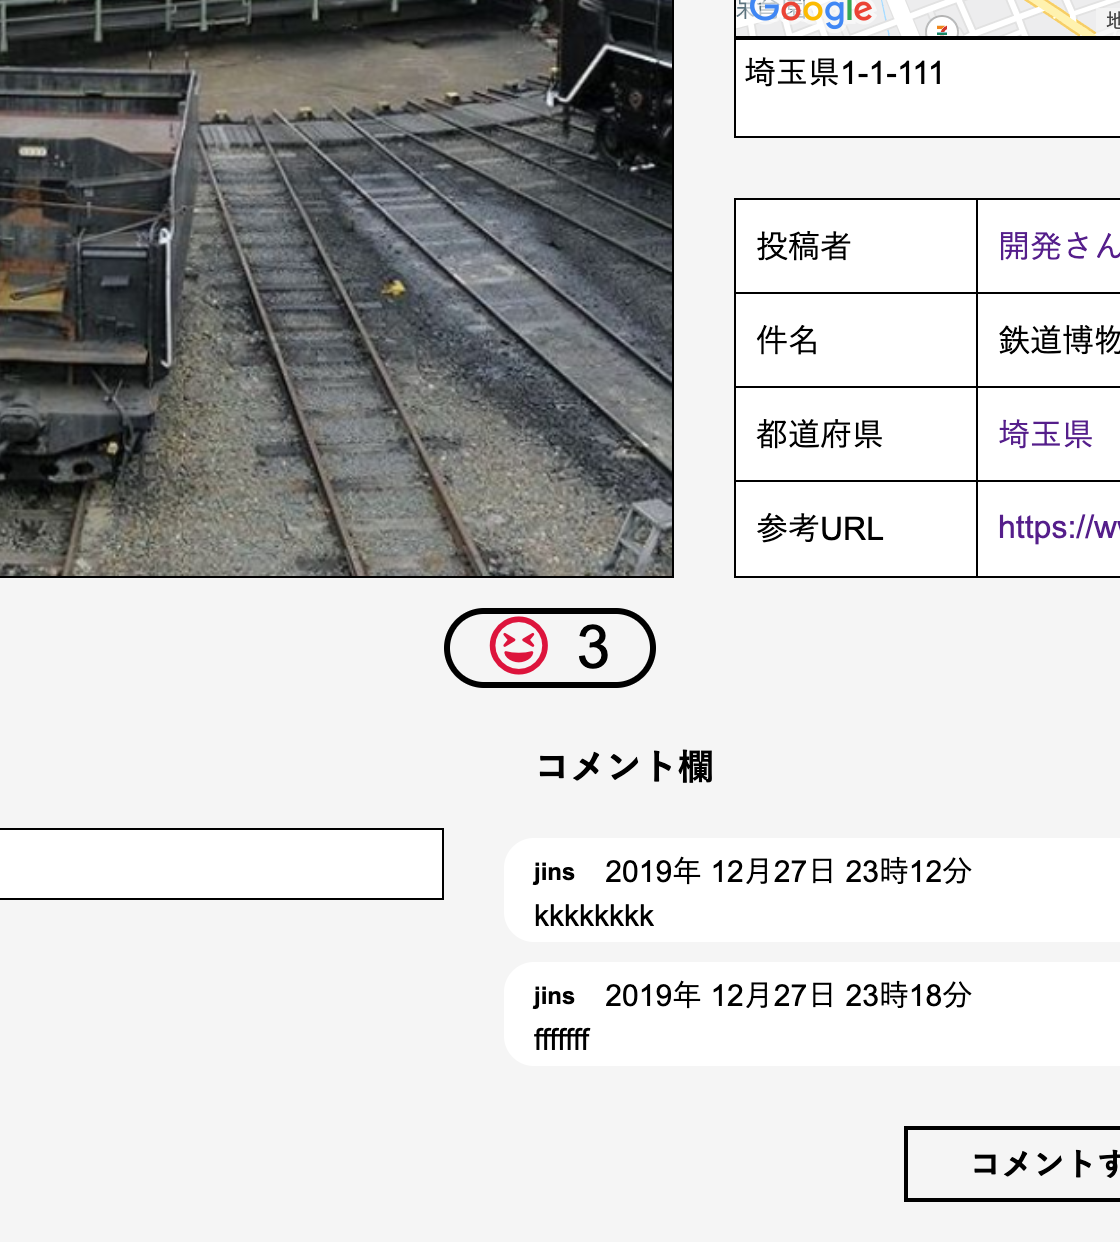 Google
地
埼玉県1-1-111
投稿者
開発さん
件名
鉄道博物
都道府県
埼玉県
参考URL
https://w
3
コメント欄
jins 2019年 12月27日 23時12分
kkkkkkkk
jins 2019年 12月27日 23時18分
fffffff
コメントす